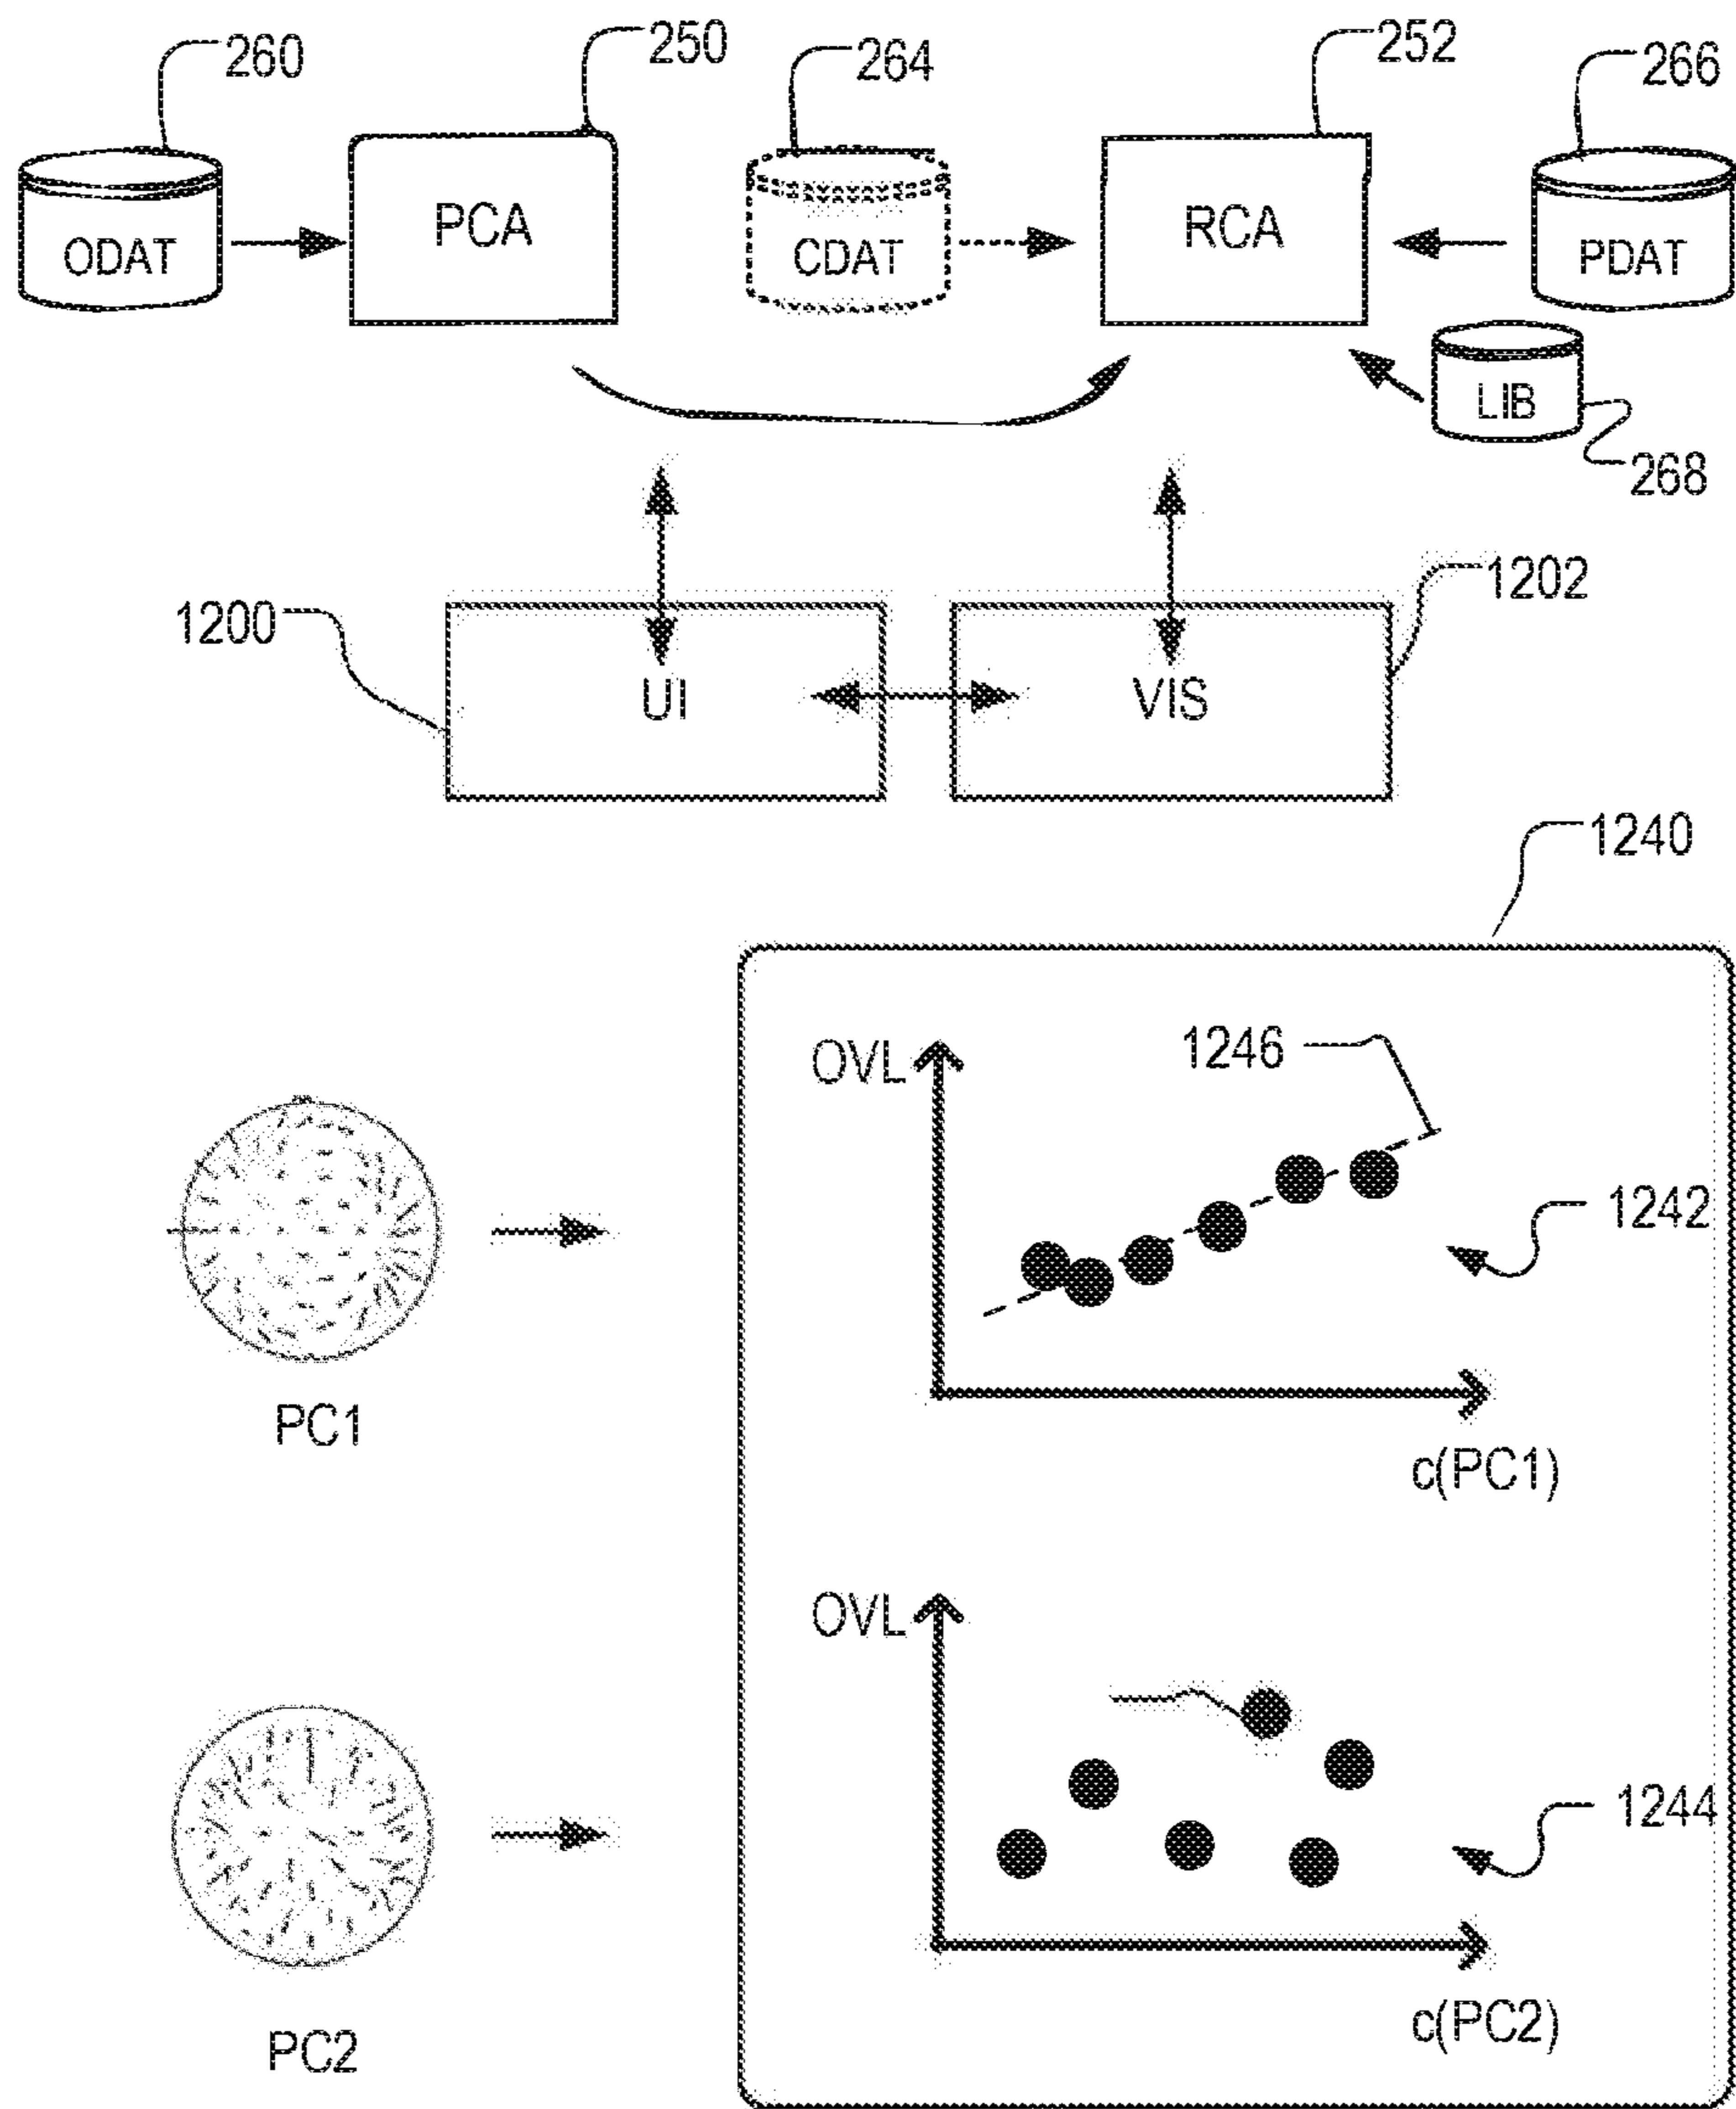 260
250
264
252
266
ODAT
PCA
CDAT
RCA
PDAT
LIB
268
1200
1202
UI
VIS
1240
OVL
1246
1242
PC1
c(PC1)
OVL
1244
PC2
c(PC2)